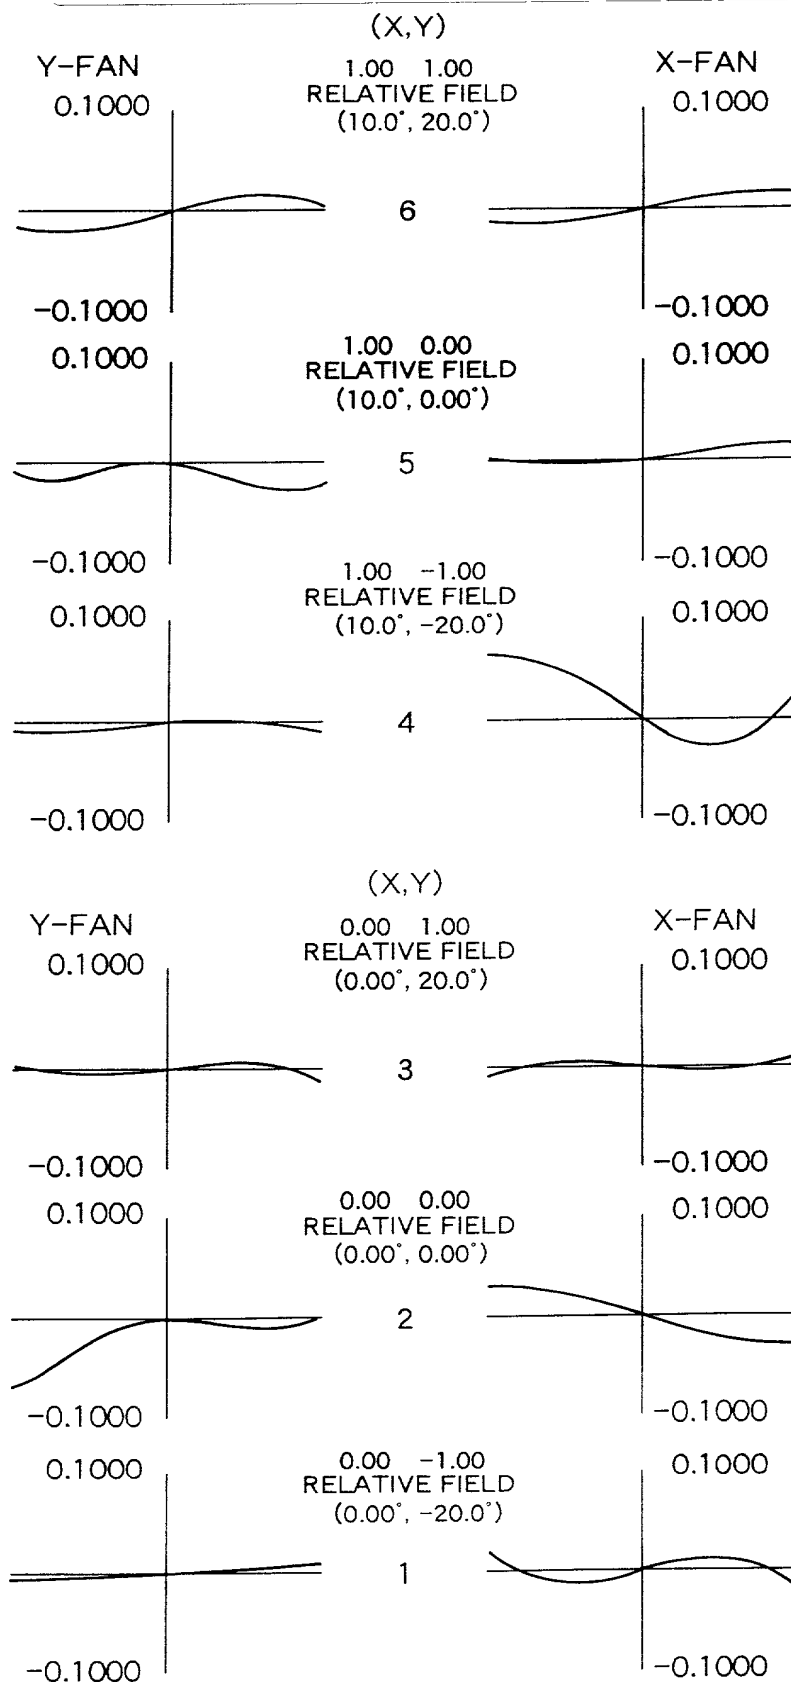 (X,Y)
Y-FAN 1.00 1.00 X-FAN
0.1000 RELATIVE FIELD 0.1000
(10.0°, 20.0°)
6
-0.1000 -0.1000
0.1000 1.00 0.00 0.1000
RELATIVE FIELD
(10.0°, 0.00°)
5
-0.1000 -0.1000
1.00 -1.00
0.1000 RELATIVE FIELD 0.1000
(10.0°, -20.0°)
4
-0.1000 -0.1000
(X,Y)
Y-FAN 0.00 1.00 X-FAN
0.1000 RELATIVE FIELD 0.1000
(0.00°, 20.0°)
3
-0.1000 -0.1000
0.1000 0.00 0.00 0.1000
RELATIVE FIELD
(0.00°, 0.00°)
2
-0.1000 -0.1000
0.1000 0.00 -1.00 0.1000
RELATIVE FIELD
(0.00°, -20.0°)
1
-0.1000 -0.1000